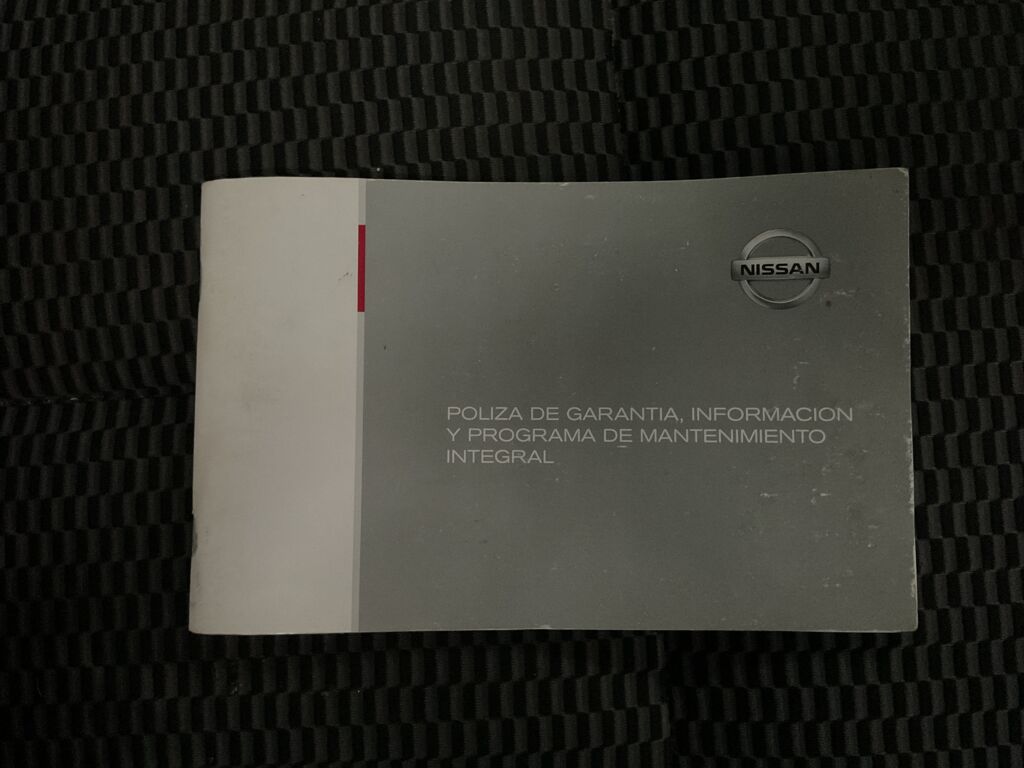 NISSAN
POLIZA DE GARANTIA, INFORMACION
Y PROGRAMA DE MANTENIMIENTO
INTEGRAL